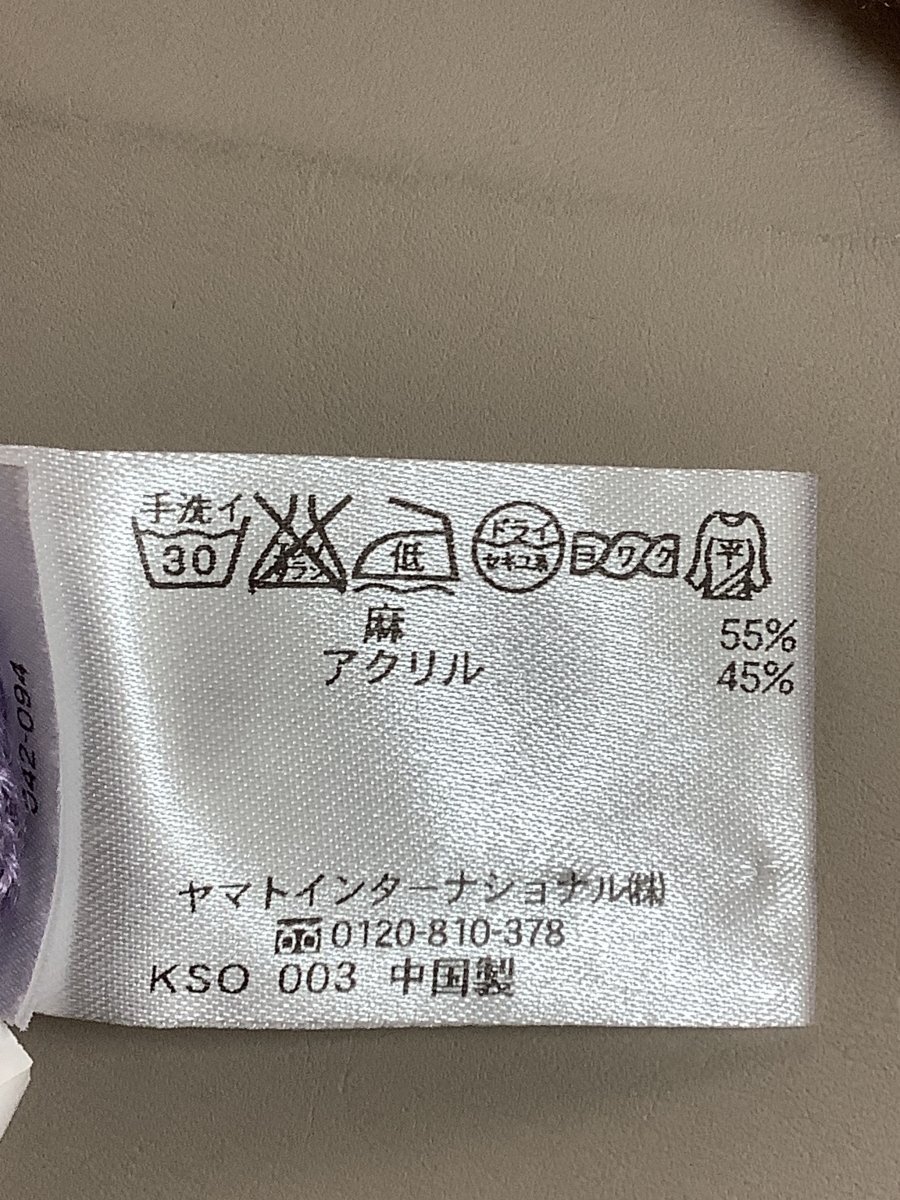 手洗イ
30
低
ドライ
セキユ系
ヨワク
平
麻 55%
アクリル 45%
ヤマトインターナショナル㈱
0120-810-378
KSO 003 中国製
342-094